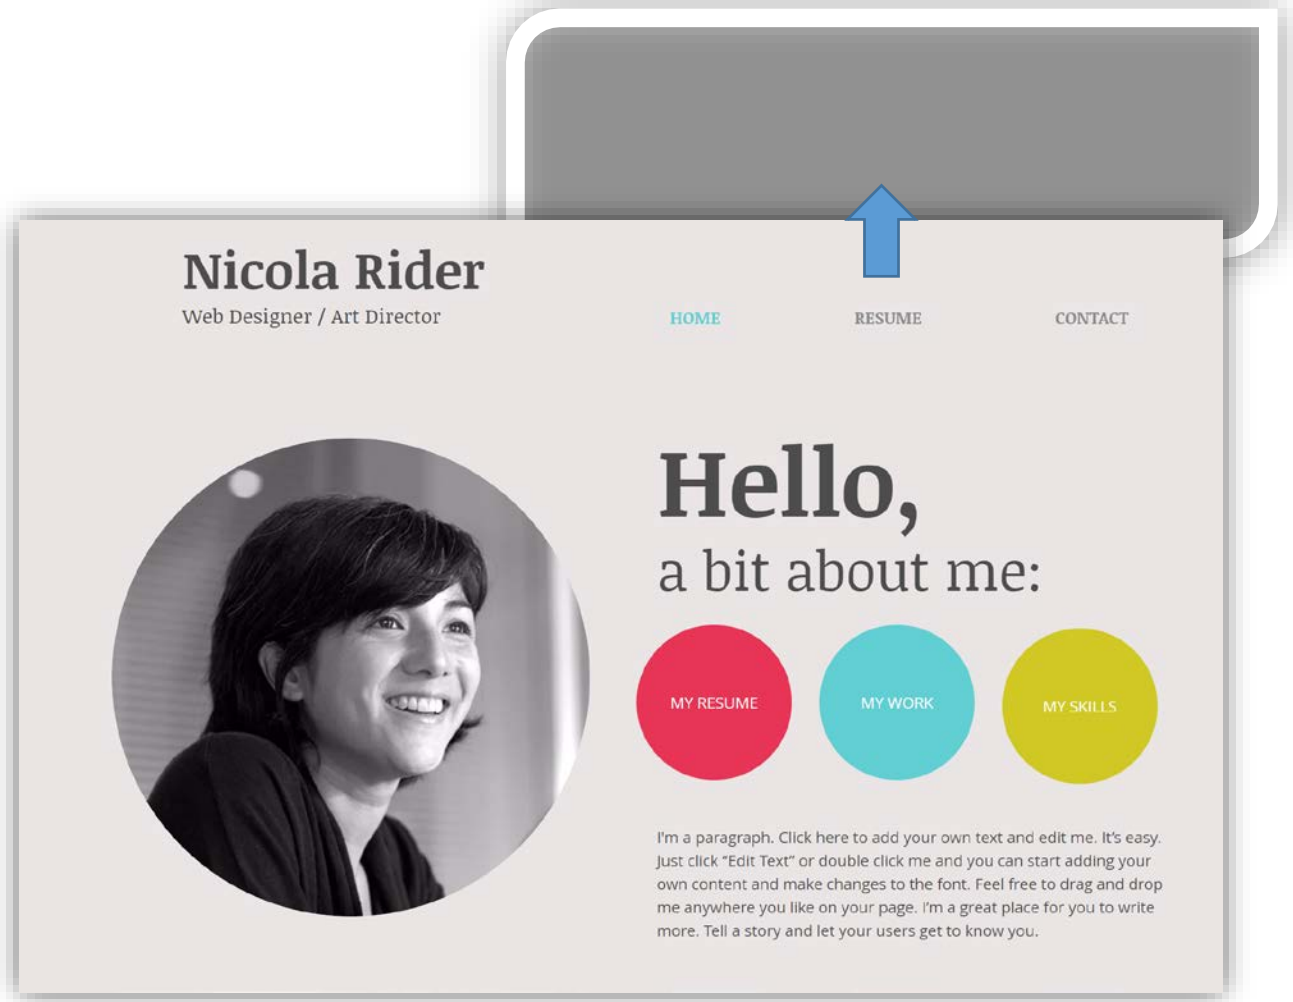 Nicola Rider
Web Designer / Art Director
HOME
RESUME
CONTACT
Hello,
a bit about me:
MY RESUME
MY WORK
MY SKILLS
I'm a paragraph. Click here to add your own text and edit me. It's easy.
Just click "Edit Text" or double click me and you can start adding your
own content and make changes to the font. Feel free to drag and drop
me anywhere you like on your page. I'm a great place for you to write
more. Tell a story and let your users get to know you.